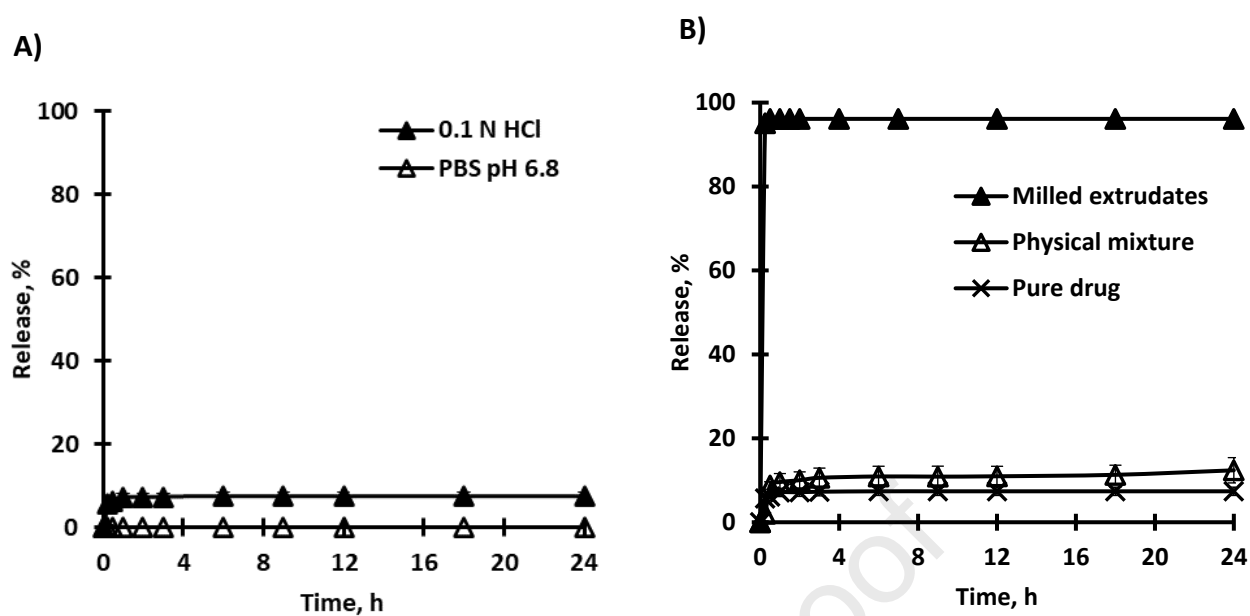 A)
100
80
60
40
20
0
Release, %
0 4 8 12 16 20 24
Time, h
0.1 N HCl
PBS pH 6.8
B)
100
80
60
40
20
0
Release, %
0 4 8 12 16 20 24
Time, h
Milled extrudates
Physical mixture
Pure drug
roof